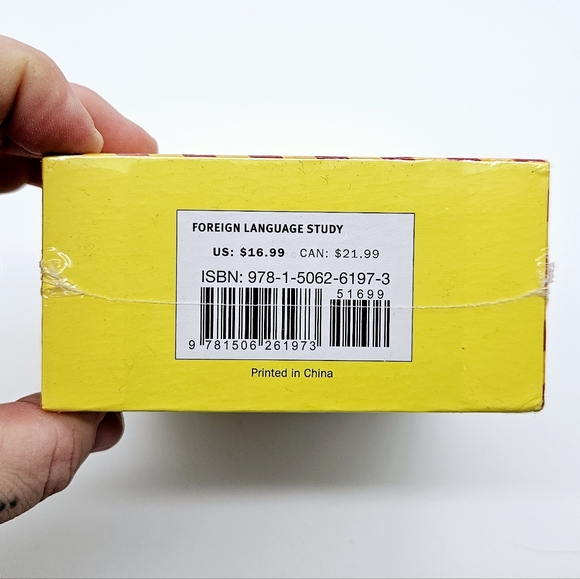 FOREIGN LANGUAGE STUDY
US: $16.99 CAN: $21.99
ISBN: 978-1-5062-6197-3
51699
9 781506 261973
Printed in China